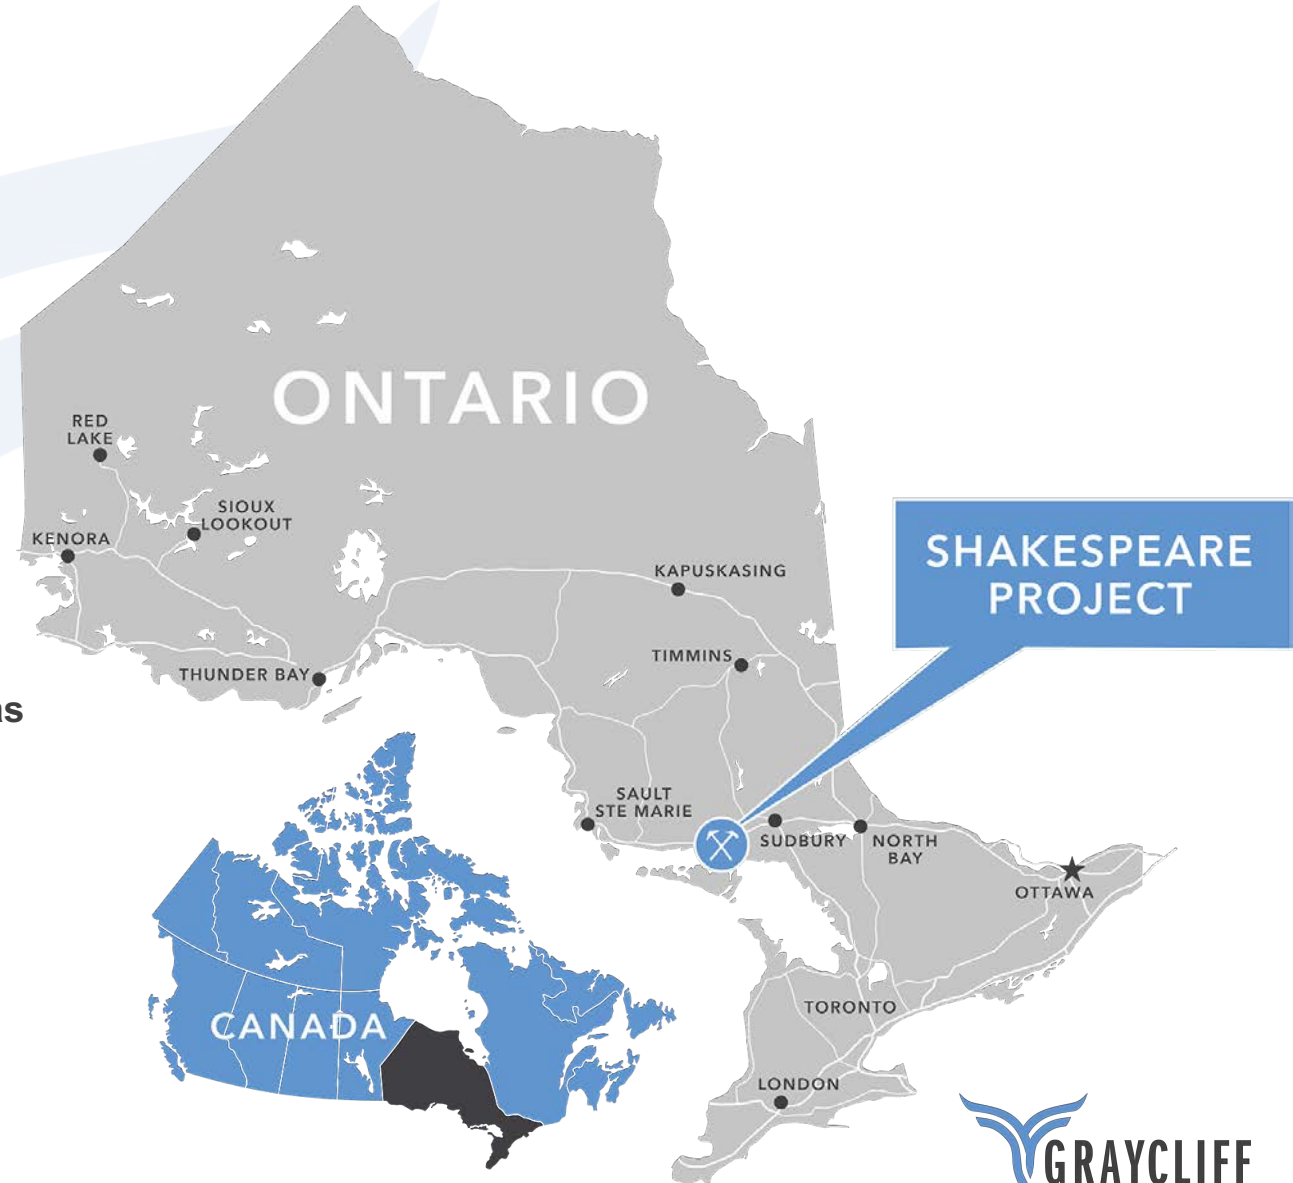 ONTARIO
RED
LAKE
SIOUX
LOOKOUT
KENORA
SHAKESPEARE
PROJECT
KAPUSKASING
TIMMINS
THUNDER BAY
SAULT
STE MARIE
SUDBURY
NORTH
BAY
OTTAWA
CANADA
TORONTO
LONDON
GRAYCLIFF